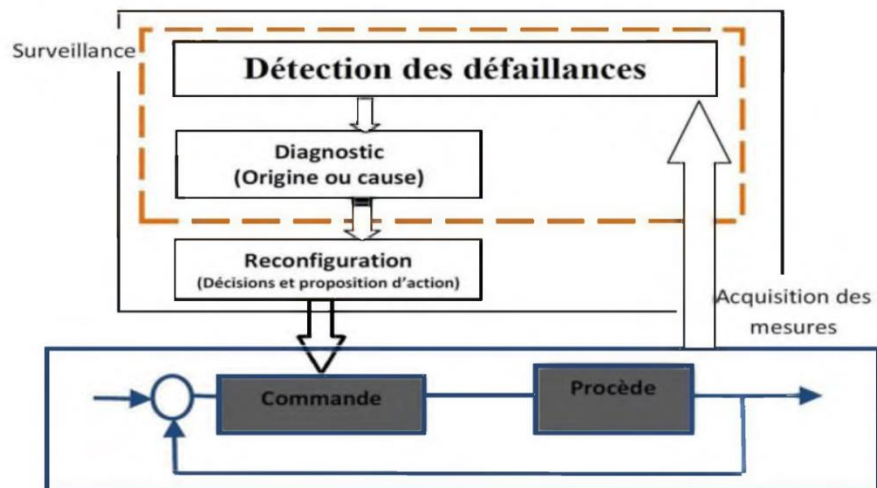 Surveillance
Détection des défaillances
Diagnostic
(Origine ou cause)
Reconfiguration
(Décisions et proposition d'action)
Acquisition des
mesures
Commande
Procède